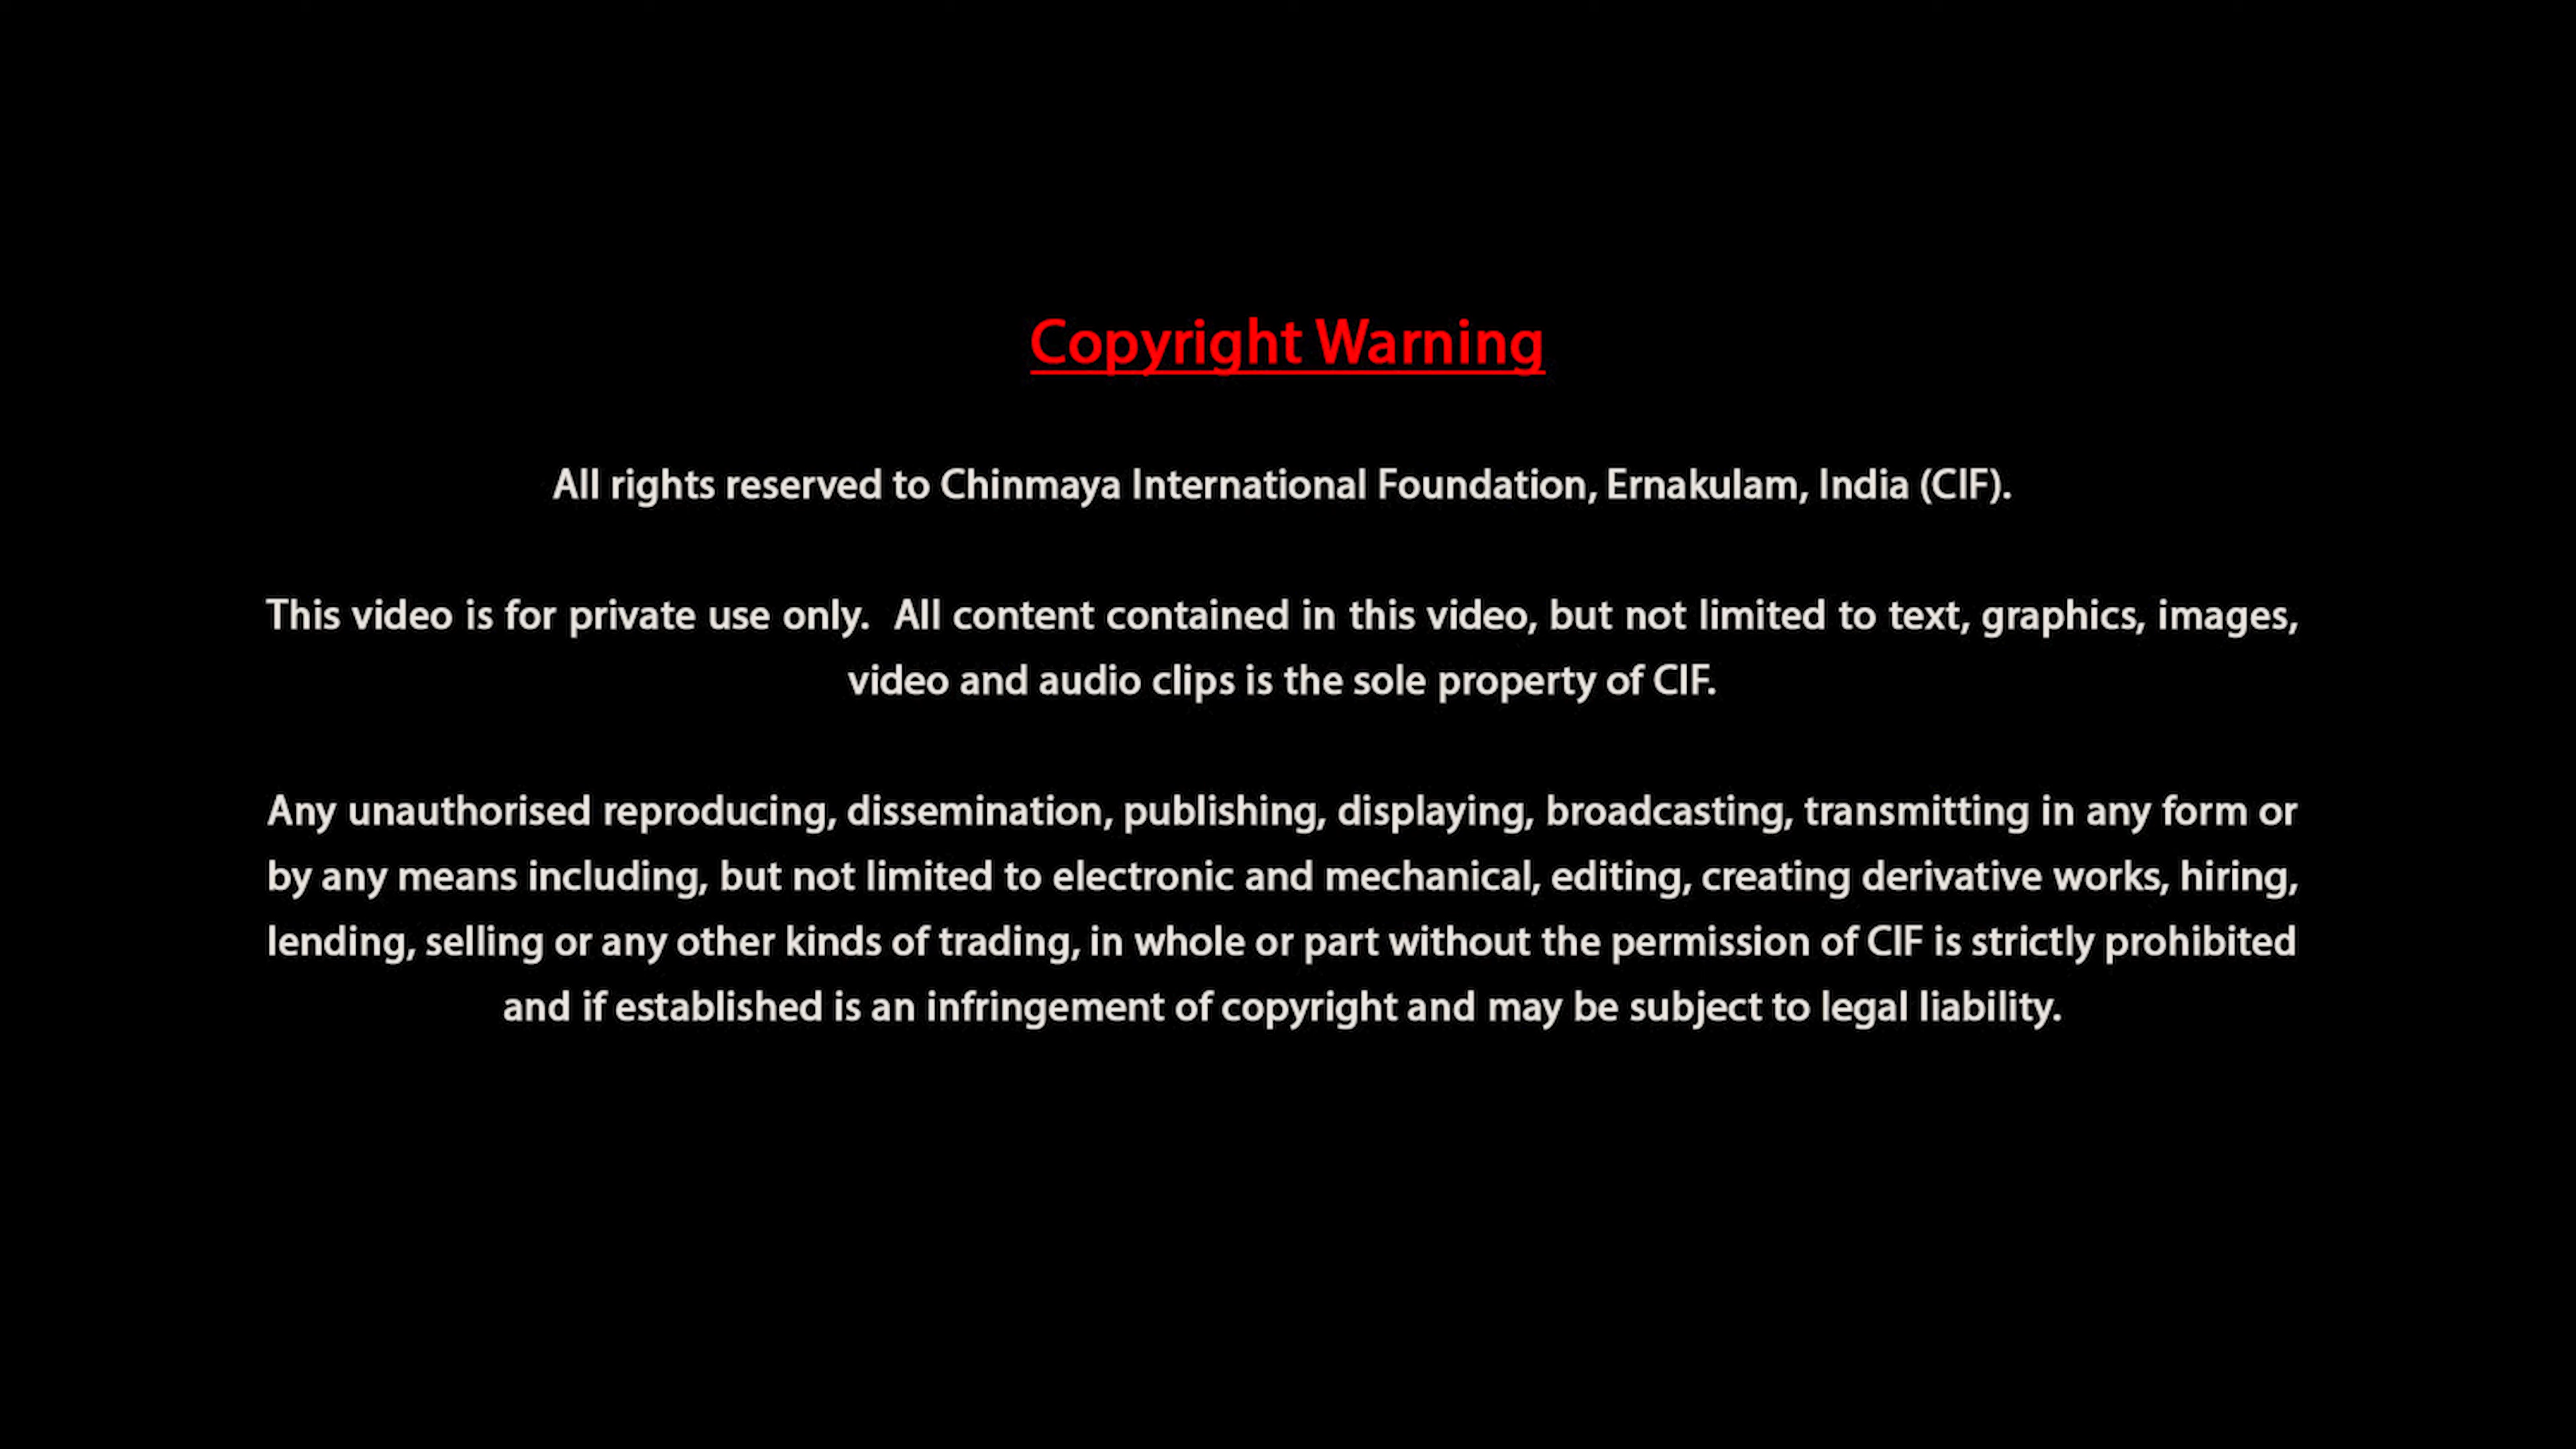 Copyright Warning
All rights reserved to Chinmaya International Foundation, Ernakulam, India (CIF).
This video is for private use only.  All content contained in this video, but not limited to text, graphics, images,
video and audio clips is the sole property of CIF.
Any unauthorised reproducing, dissemination, publishing, displaying, broadcasting, transmitting in any form or
by any means including, but not limited to electronic and mechanical, editing, creating derivative works, hiring,
lending, selling or any other kinds of trading, in whole or part without the permission of CIF is strictly prohibited
and if established is an infringement of copyright and may be subject to legal liability.